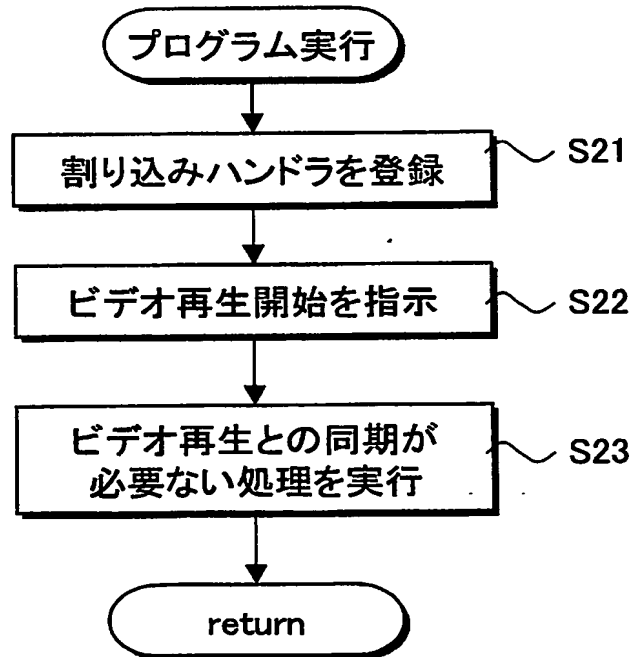 プログラム実行
割り込みハンドラを登録
S21
ビデオ再生開始を指示
S22
ビデオ再生との同期が
必要ない処理を実行
S23
return